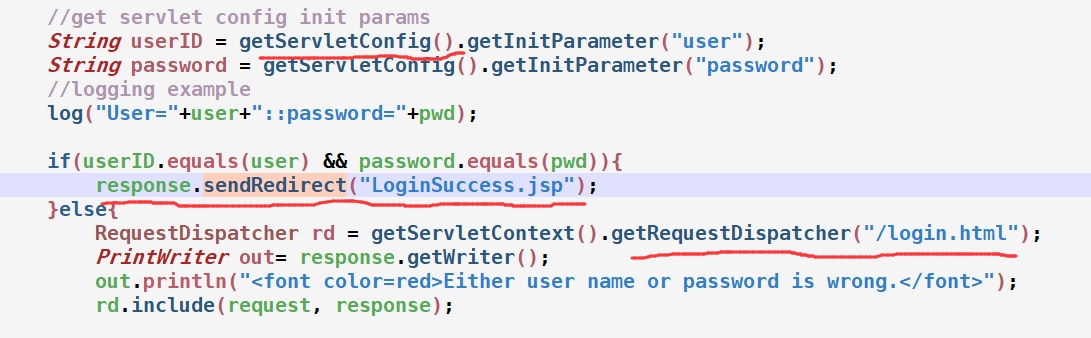 //get servlet config init params
String userID = getServletConfig().getInitParameter("user");
String password = getServletConfig().getInitParameter("password");
//logging example
log("User="+user+"::password="+pwd);
if(userID.equals(user) && password.equals(pwd)){
response.sendRedirect("LoginSuccess.jsp");
}else{
RequestDispatcher rd = getServletContext().getRequestDispatcher("/login.html");
PrintWriter out= response.getWriter();
out.println("<font color=red>Either user name or password is wrong.</font>");
rd.include(request, response);